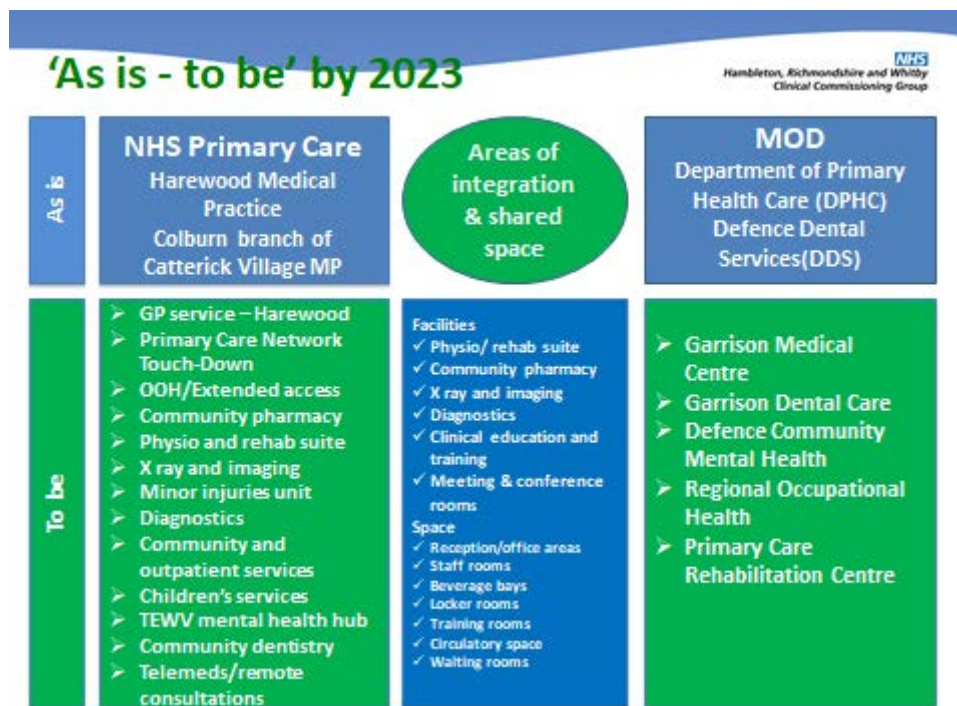 'As is - to be' by 2023
NHS
Hambleton, Richmondshire and Whitby
Clinical Commissioning Group
As is
NHS Primary Care
Harewood Medical
Practice
Colburn branch of
Catterick Village MP
Areas of
integration
& shared
space
MOD
Department of Primary
Health Care (DPHC)
Defence Dental
Services(DDS)
To be
➢ GP service – Harewood
➢ Primary Care Network
Touch-Down
➢ OOH/Extended access
➢ Community pharmacy
➢ Physio and rehab suite
➢ X ray and imaging
➢ Minor injuries unit
➢ Diagnostics
➢ Community and
outpatient services
➢ Children's services
➢ TEWV mental health hub
➢ Community dentistry
➢ Telemeds/remote
consultations
Facilities
✓ Physio/ rehab suite
✓ Community pharmacy
✓ X ray and imaging
✓ Diagnostics
✓ Clinical education and
training
✓ Meeting & conference
rooms
Space
✓ Reception/office areas
✓ Staff rooms
✓ Beverage bays
✓ Locker rooms
✓ Training rooms
✓ Circulatory space
✓ Waiting rooms
➢ Garrison Medical
Centre
➢ Garrison Dental Care
➢ Defence Community
Mental Health
➢ Regional Occupational
Health
➢ Primary Care
Rehabilitation Centre